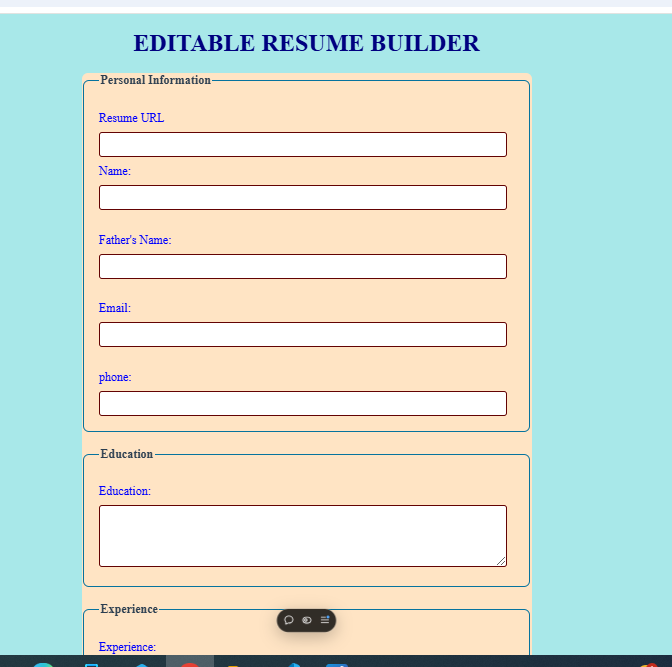 EDITABLE RESUME BUILDER
Personal Information
Resume URL
Name:
Father's Name:
Email:
phone:
Education
Education:
Experience
Experience: